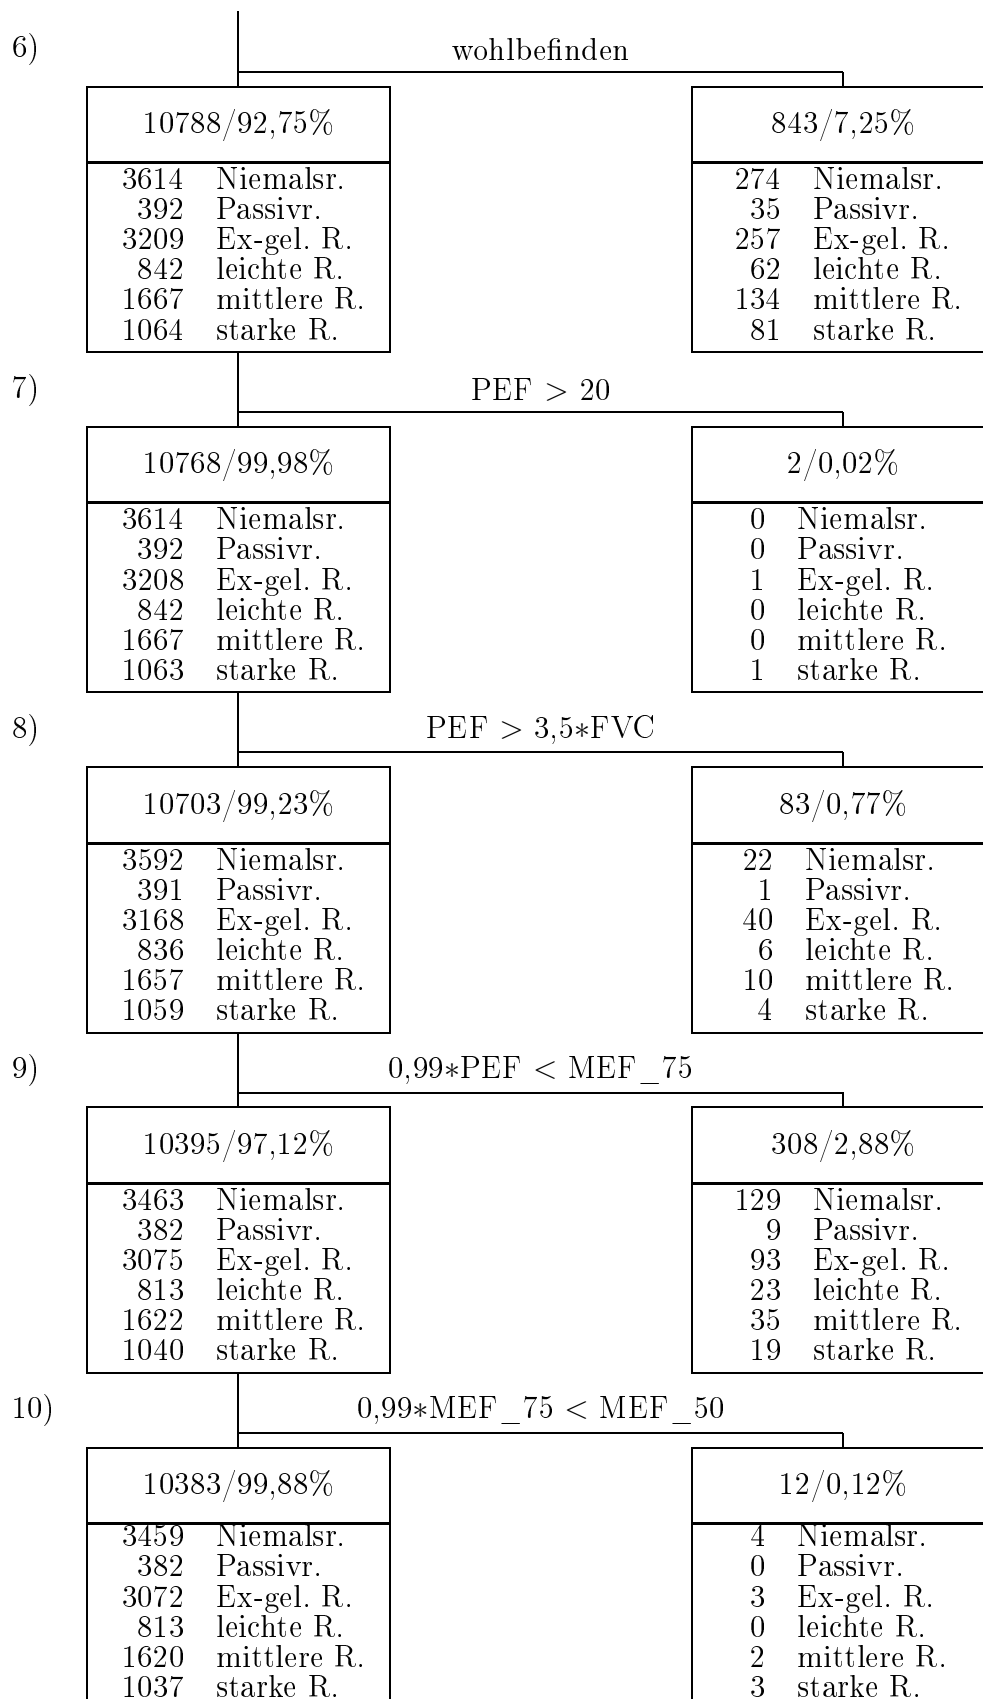 6)
wohlbefinden
10788/92,75%
3614 Niemalsr.
392 Passivr.
3209 Ex-gel. R.
842 leichte R.
1667 mittlere R.
1064 starke R.
843/7,25%
274 Niemalsr.
35 Passivr.
257 Ex-gel. R.
62 leichte R.
134 mittlere R.
81 starke R.
7)
PEF > 20
10768/99,98%
3614 Niemalsr.
392 Passivr.
3208 Ex-gel. R.
842 leichte R.
1667 mittlere R.
1063 starke R.
2/0,02%
0 Niemalsr.
0 Passivr.
1 Ex-gel. R.
0 leichte R.
0 mittlere R.
1 starke R.
8)
PEF > 3,5*FVC
10703/99,23%
3592 Niemalsr.
391 Passivr.
3168 Ex-gel. R.
836 leichte R.
1657 mittlere R.
1059 starke R.
83/0,77%
22 Niemalsr.
1 Passivr.
40 Ex-gel. R.
6 leichte R.
10 mittlere R.
4 starke R.
9)
0,99*PEF < MEF_75
10395/97,12%
3463 Niemalsr.
382 Passivr.
3075 Ex-gel. R.
813 leichte R.
1622 mittlere R.
1040 starke R.
308/2,88%
129 Niemalsr.
9 Passivr.
93 Ex-gel. R.
23 leichte R.
35 mittlere R.
19 starke R.
10)
0,99*MEF_75 < MEF_50
10383/99,88%
3459 Niemalsr.
382 Passivr.
3072 Ex-gel. R.
813 leichte R.
1620 mittlere R.
1037 starke R.
12/0,12%
4 Niemalsr.
0 Passivr.
3 Ex-gel. R.
0 leichte R.
2 mittlere R.
3 starke R.